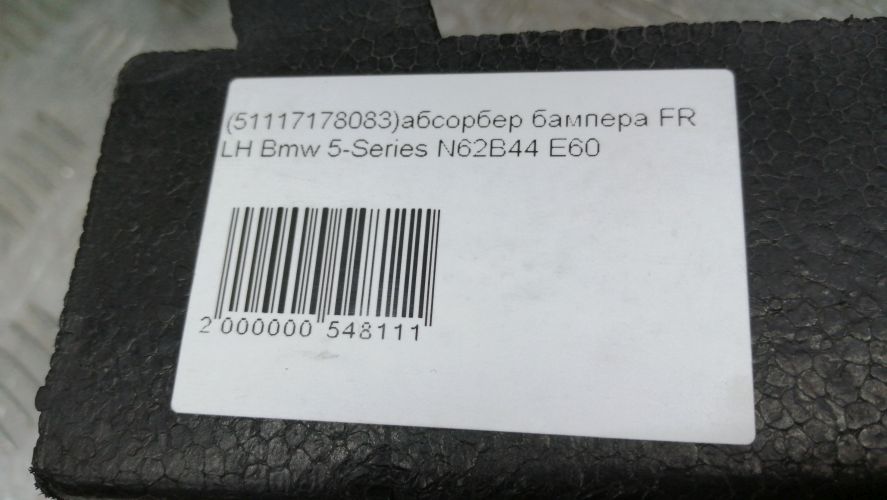 (51117178083)абсорбер бампера FR
LH Bmw 5-Series N62B44 E60
2 000000 548111